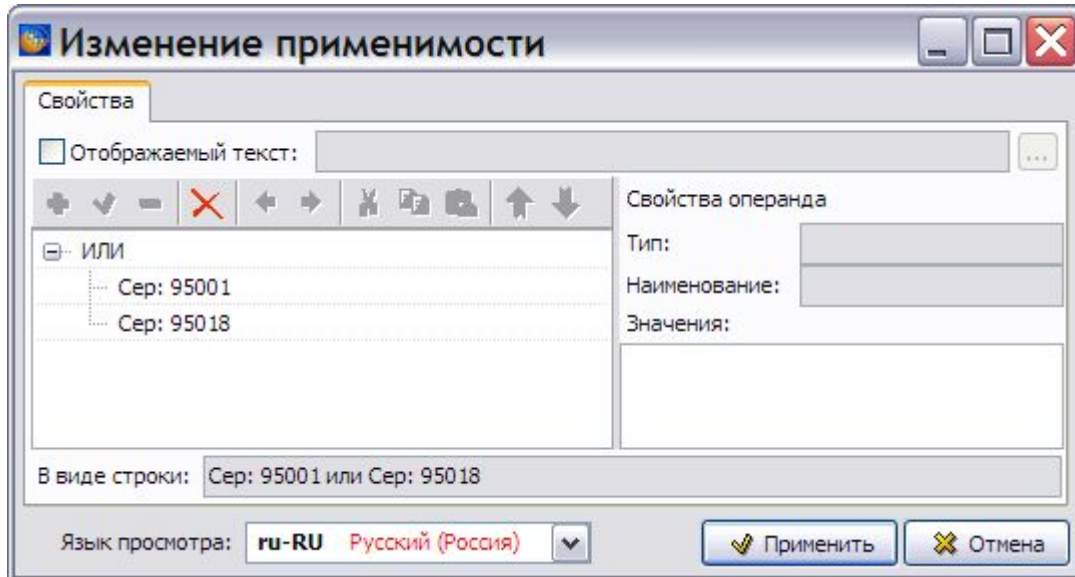 Изменение применимости
Свойства
Отображаемый текст:
...
Свойства операнда
ИЛИ
Тип:
Сер: 95001
Наименование:
Сер: 95018
Значения:
В виде строки: Сер: 95001 или Сер: 95018
Язык просмотра: ru-RU Русский (Россия) Применить Отмена